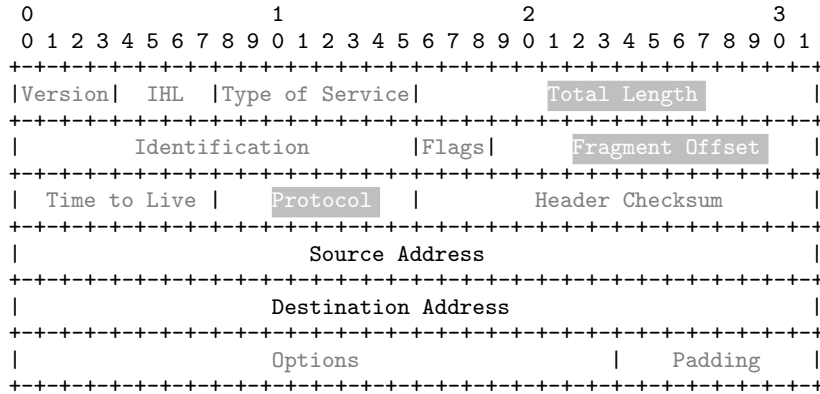 0                   1                   2                   3
0 1 2 3 4 5 6 7 8 9 0 1 2 3 4 5 6 7 8 9 0 1 2 3 4 5 6 7 8 9 0 1
+-+-+-+-+-+-+-+-+-+-+-+-+-+-+-+-+-+-+-+-+-+-+-+-+-+-+-+-+-+-+-+-+
|Version|  IHL  |Type of Service|          Total Length         |
+-+-+-+-+-+-+-+-+-+-+-+-+-+-+-+-+-+-+-+-+-+-+-+-+-+-+-+-+-+-+-+-+
|         Identification        |Flags|      Fragment Offset    |
+-+-+-+-+-+-+-+-+-+-+-+-+-+-+-+-+-+-+-+-+-+-+-+-+-+-+-+-+-+-+-+-+
|  Time to Live |    Protocol   |         Header Checksum       |
+-+-+-+-+-+-+-+-+-+-+-+-+-+-+-+-+-+-+-+-+-+-+-+-+-+-+-+-+-+-+-+-+
|                       Source Address                          |
+-+-+-+-+-+-+-+-+-+-+-+-+-+-+-+-+-+-+-+-+-+-+-+-+-+-+-+-+-+-+-+-+
|                    Destination Address                        |
+-+-+-+-+-+-+-+-+-+-+-+-+-+-+-+-+-+-+-+-+-+-+-+-+-+-+-+-+-+-+-+-+
|                    Options                    |    Padding    |
+-+-+-+-+-+-+-+-+-+-+-+-+-+-+-+-+-+-+-+-+-+-+-+-+-+-+-+-+-+-+-+-+